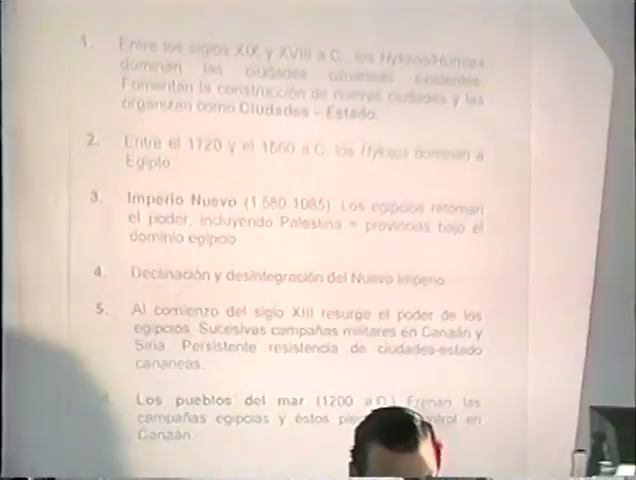 1. Entre los siglos XIX y XVIII a.C. los Hyksos/Hurritas
dominan las ciudades cananeas existentes.
Fomentan la construcción de nuevas ciudades y las
organizan como Ciudades - Estado.
2. Entre el 1720 y el 1560 a.C. los Hyksos dominan a
Egipto
3. Imperio Nuevo (1.580 1085). Los egipcios retoman
el poder, incluyendo Palestina = provincias bajo el
dominio egipcio
4. Declinación y desintegración del Nuevo Imperio
5. Al comienzo del siglo XIII resurge el poder de los
egipcios. Sucesivas campañas militares en Canaán y
Siria. Persistente resistencia de ciudades-estado
cananeas.
Los pueblos del mar (1200 a.C.) Frenan las
campañas egipcias y éstos en
Canaán